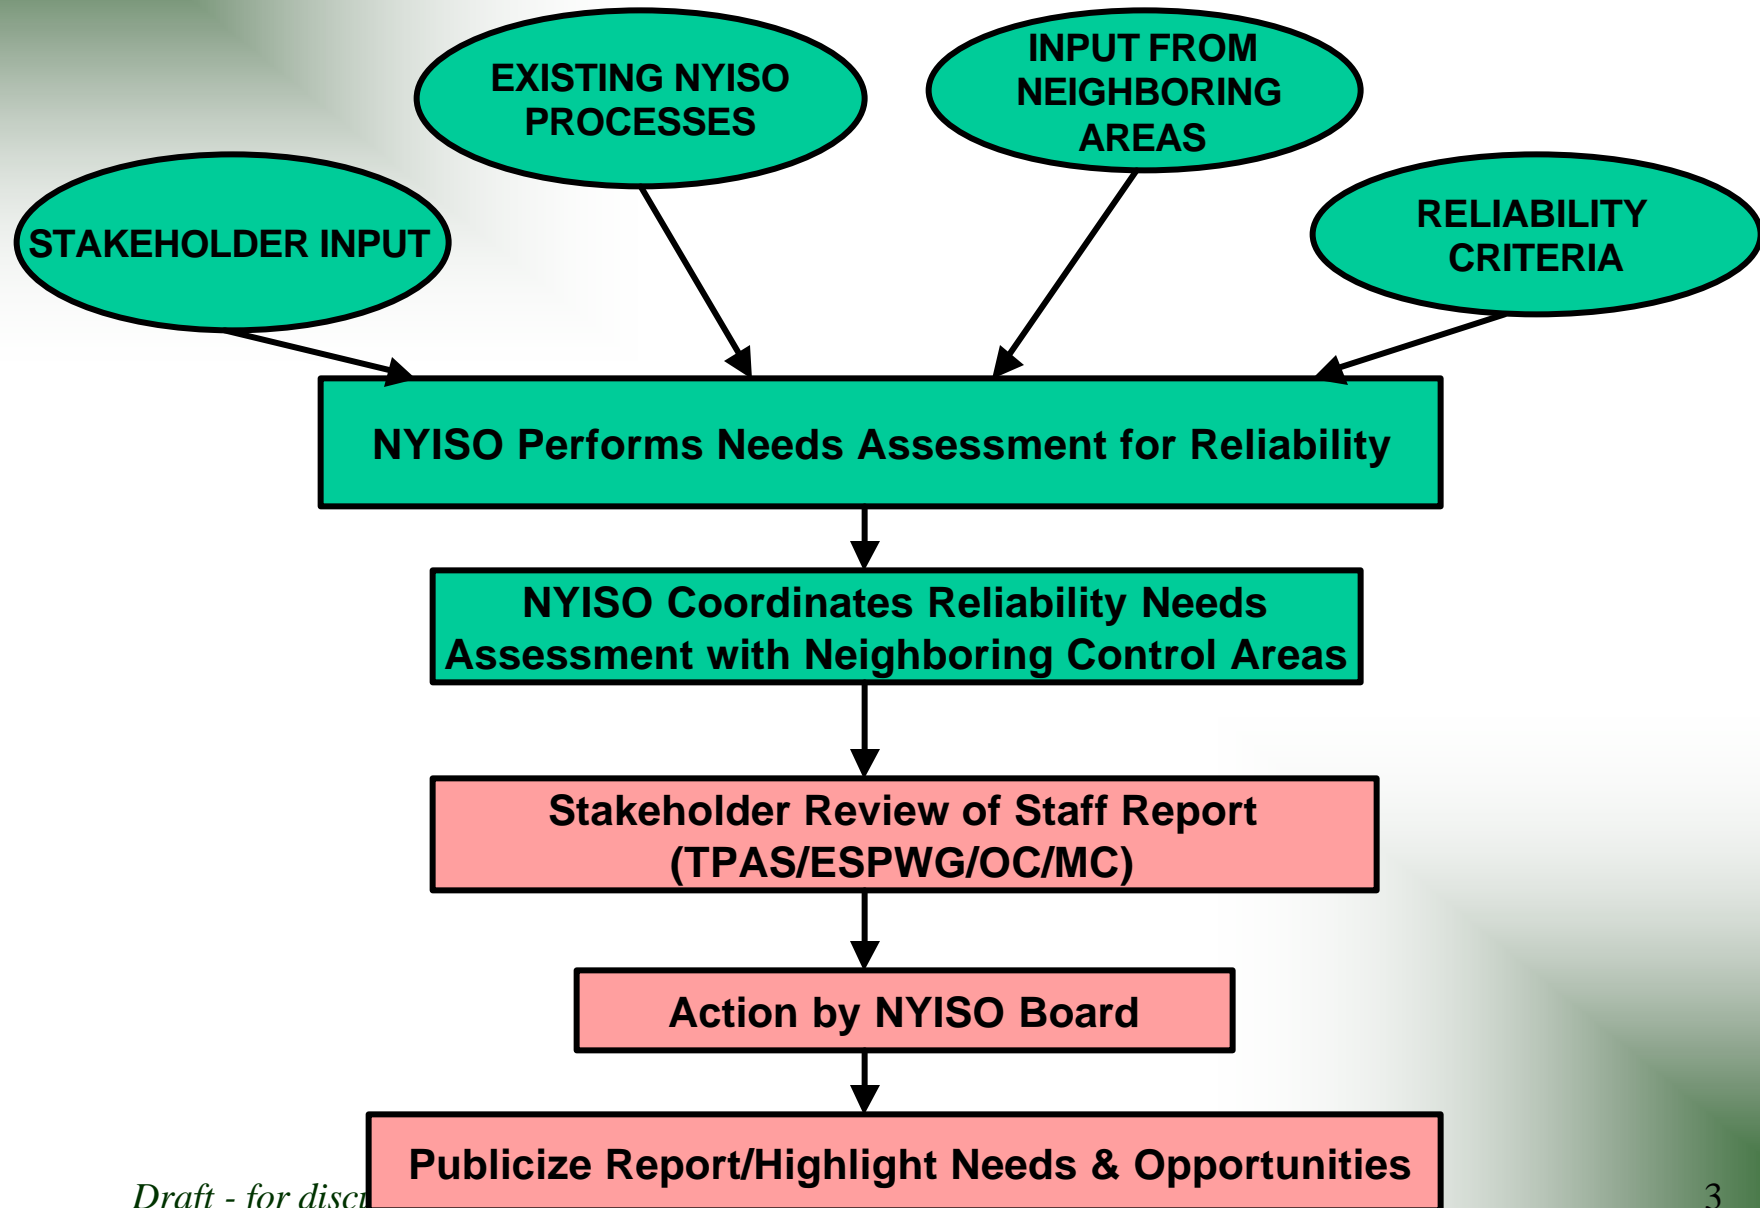 EXISTING NYISO
PROCESSES
INPUT FROM
NEIGHBORING
AREAS
STAKEHOLDER INPUT
RELIABILITY
CRITERIA
NYISO Performs Needs Assessment for Reliability
NYISO Coordinates Reliability Needs
Assessment with Neighboring Control Areas
Stakeholder Review of Staff Report
(TPAS/ESPWG/OC/MC)
Action by NYISO Board
Publicize Report/Highlight Needs & Opportunities
Draft - for
3